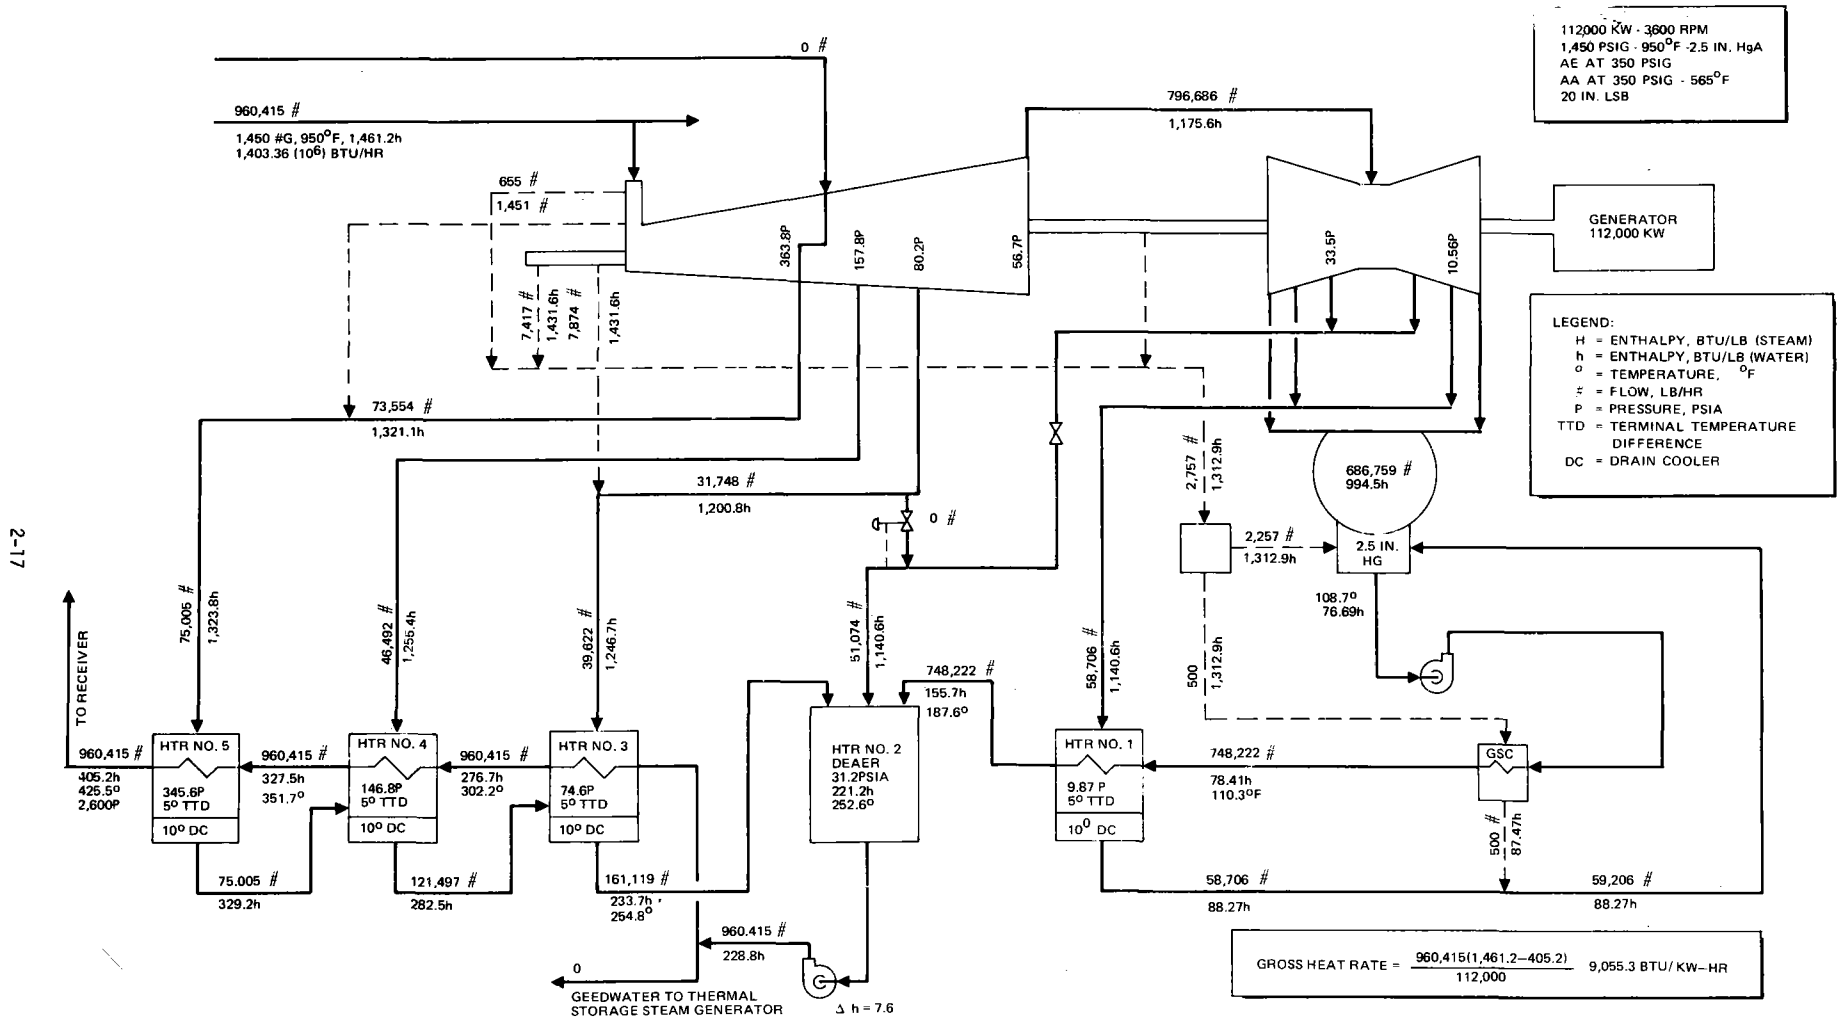 112,000 KW - 3,600 RPM
1,450 PSIG - 950°F -2.5 IN. HgA
AE AT 350 PSIG
AA AT 350 PSIG - 565°F
20 IN. LSB
0 #
960,415 #
1,450 #G, 950°F, 1,461.2h
1,403.36 (10⁶) BTU/HR
796,686 #
1,175.6h
655 #
1,451 #
363.8P
157.8P
80.2P
56.7P
33.5P
10.56P
GENERATOR
112,000 KW
7,417 #
1,431.6h
7,874 #
1,431.6h
LEGEND:
H = ENTHALPY, BTU/LB (STEAM)
h = ENTHALPY, BTU/LB (WATER)
° = TEMPERATURE, °F
# = FLOW, LB/HR
P = PRESSURE, PSIA
TTD = TERMINAL TEMPERATURE
DIFFERENCE
DC = DRAIN COOLER
73,554 #
1,321.1h
31,748 #
1,200.8h
0 #
2,757 #
1,312.9h
686,759 #
994.5h
2.5 IN.
HG
2,257 #
1,312.9h
108.7°
76.69h
2-17
TO RECEIVER
75,005 #
1,323.8h
46,492 #
1,255.4h
39,622 #
1,246.7h
51,074 #
1,140.6h
58,706 #
1,140.6h
500
1,312.9h
748,222 #
155.7h
187.6°
960,415 #
405.2h
425.5°
2,600P
HTR NO. 5
345.6P
5° TTD
10° DC
960,415 #
327.5h
351.7°
HTR NO. 4
146.8P
5° TTD
10° DC
960,415 #
276.7h
302.2°
HTR NO. 3
74.6P
5° TTD
10° DC
HTR NO. 2
DEAER
31.2PSIA
221.2h
252.6°
HTR NO. 1
9.87 P
5° TTD
10° DC
748,222 #
78.41h
110.3°F
GSC
500 #
87.47h
75.005 #
329.2h
121,497 #
282.5h
161,119 #
233.7h
254.8°
58,706 #
88.27h
59,206 #
88.27h
960.415 #
228.8h
0
GEEDWATER TO THERMAL
STORAGE STEAM GENERATOR
Δ h = 7.6
GROSS HEAT RATE = 960,415(1,461.2-405.2) 9,055.3 BTU/KW-HR
112,000